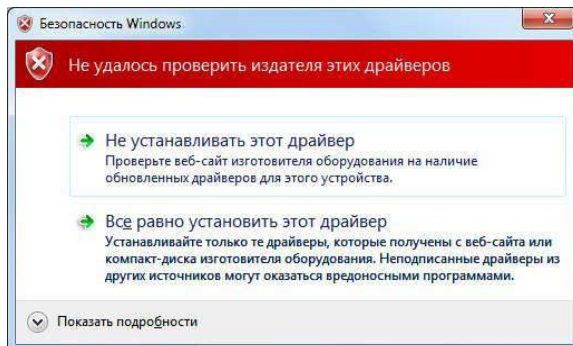 Безопасность Windows
Не удалось проверить издателя этих драйверов
Не устанавливать этот драйвер
Проверьте веб-сайт изготовителя оборудования на наличие
обновленных драйверов для этого устройства.
Все равно установить этот драйвер
Устанавливайте только те драйверы, которые получены с веб-сайта или
компакт-диска изготовителя оборудования. Неподписанные драйверы из
других источников могут оказаться вредоносными программами.
Показать подробности